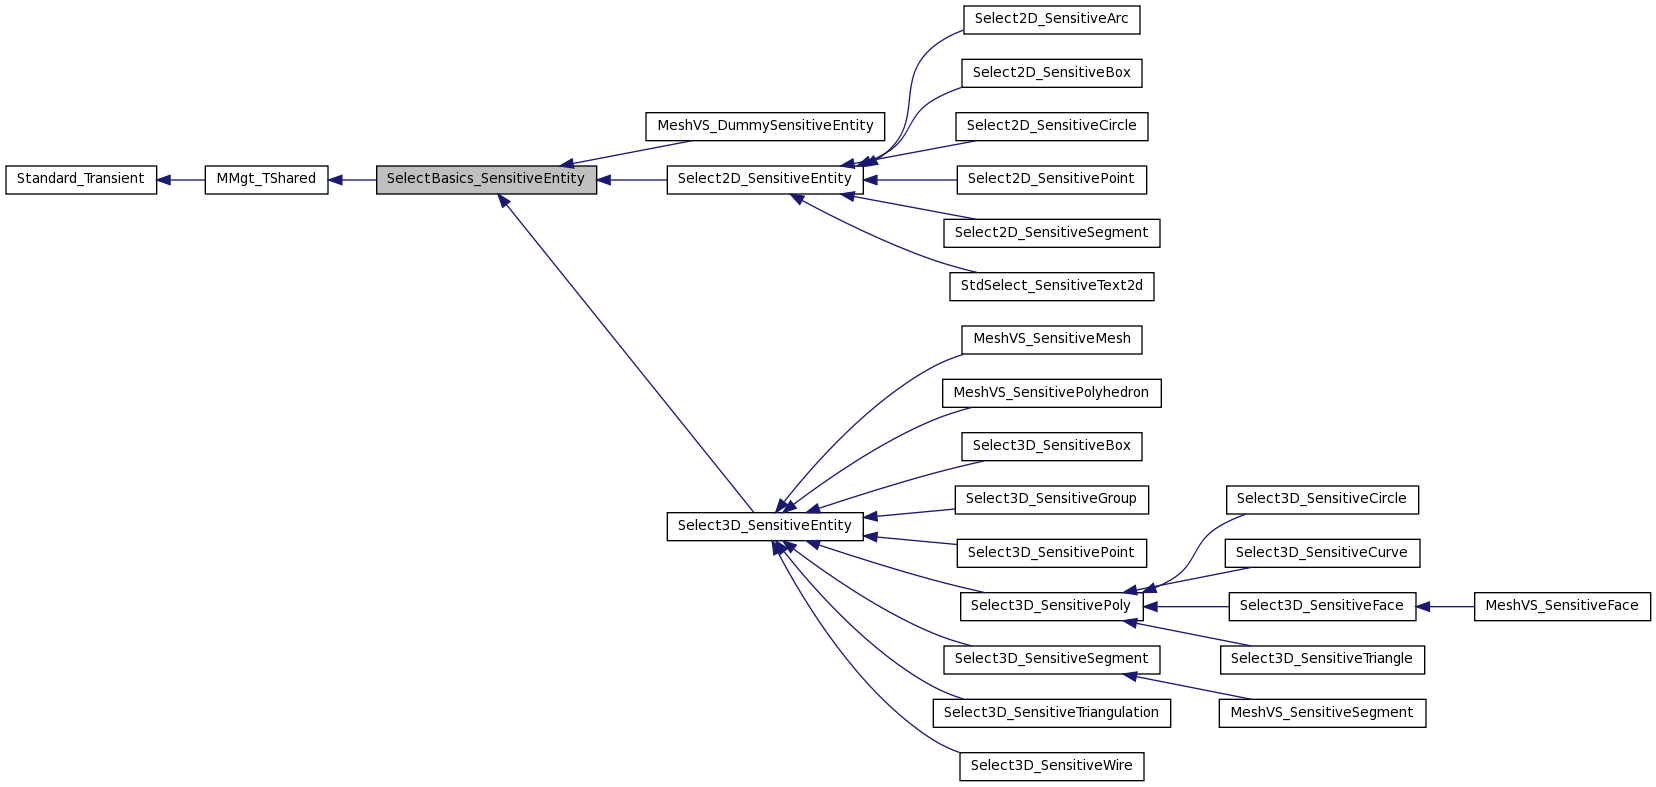 Select2D_SensitiveArc
Select2D_SensitiveBox
MeshVS_DummySensitiveEntity
Select2D_SensitiveCircle
Standard_Transient
MMgt_TShared
SelectBasics_SensitiveEntity
Select2D_SensitiveEntity
Select2D_SensitivePoint
Select2D_SensitiveSegment
StdSelect_SensitiveText2d
MeshVS_SensitiveMesh
MeshVS_SensitivePolyhedron
Select3D_SensitiveBox
Select3D_SensitiveGroup
Select3D_SensitiveCircle
Select3D_SensitiveEntity
Select3D_SensitivePoint
Select3D_SensitiveCurve
Select3D_SensitivePoly
Select3D_SensitiveFace
MeshVS_SensitiveFace
Select3D_SensitiveSegment
Select3D_SensitiveTriangle
Select3D_SensitiveTriangulation
MeshVS_SensitiveSegment
Select3D_SensitiveWire